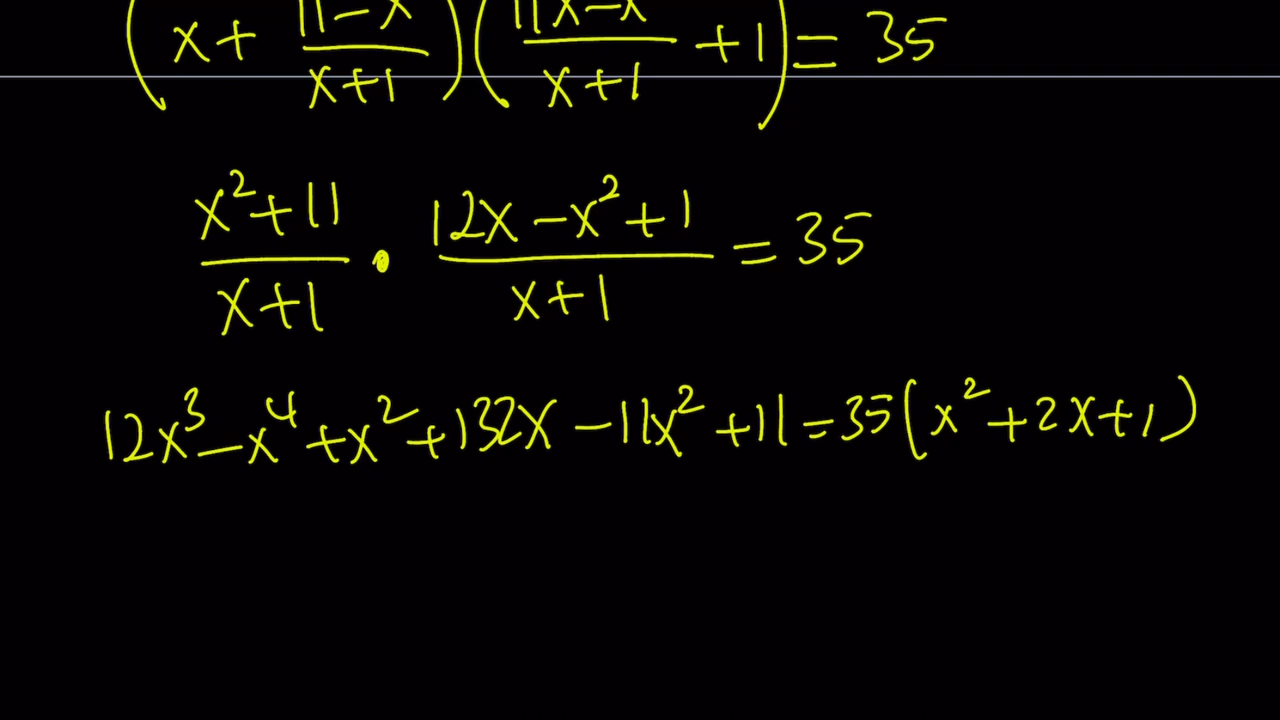 (x + (11-x)/(x+1)) ((11x-x)/(x+1) + 1) = 35
(x²+11)/(x+1) · (12x-x²+1)/(x+1) = 35
12x³-x⁴+x²+132x-11x²+11=35(x²+2x+1)